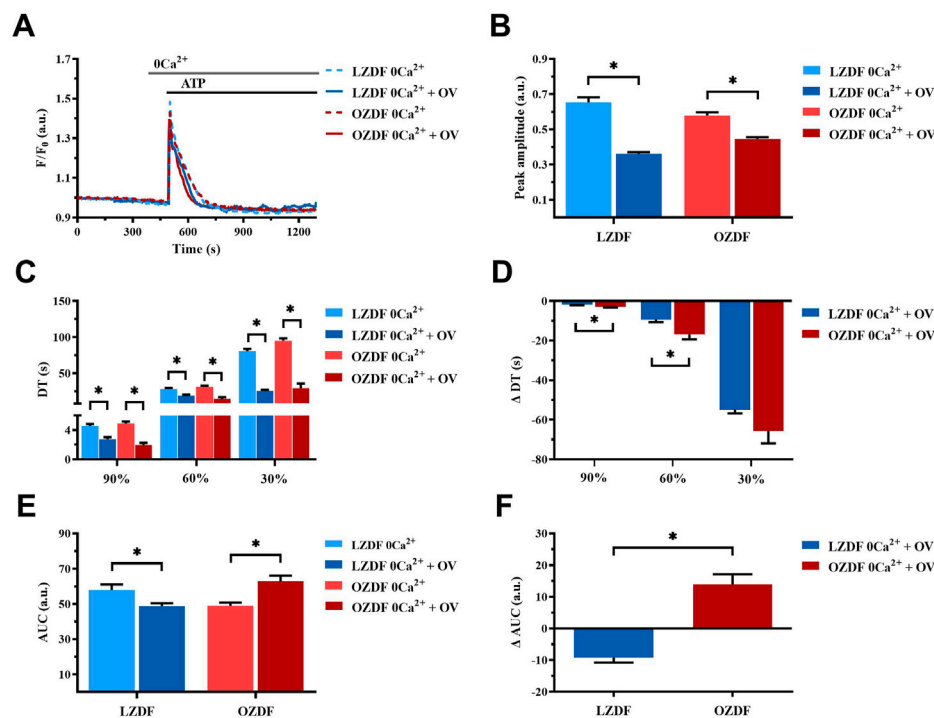 A
0Ca²⁺
ATP
F/F₀ (a.u.)
1.7
1.5
1.3
1.1
0.9
0
300
600
900
1200
Time (s)
LZDF 0Ca²⁺
LZDF 0Ca²⁺ + OV
OZDF 0Ca²⁺
OZDF 0Ca²⁺ + OV
B
Peak amplitude (a.u.)
0.9
0.7
0.5
0.3
0.1
*
*
LZDF
OZDF
LZDF 0Ca²⁺
LZDF 0Ca²⁺ + OV
OZDF 0Ca²⁺
OZDF 0Ca²⁺ + OV
C
DT (s)
150
100
50
4
0
*
*
*
*
*
*
90%
60%
30%
LZDF 0Ca²⁺
LZDF 0Ca²⁺ + OV
OZDF 0Ca²⁺
OZDF 0Ca²⁺ + OV
D
Δ DT (s)
0
-20
-40
-60
-80
*
*
90%
60%
30%
LZDF 0Ca²⁺ + OV
OZDF 0Ca²⁺ + OV
E
AUC (a.u.)
90
70
50
30
10
*
*
LZDF
OZDF
LZDF 0Ca²⁺
LZDF 0Ca²⁺ + OV
OZDF 0Ca²⁺
OZDF 0Ca²⁺ + OV
F
Δ AUC (a.u.)
30
20
10
0
-10
-20
*
LZDF
OZDF
LZDF 0Ca²⁺ + OV
OZDF 0Ca²⁺ + OV